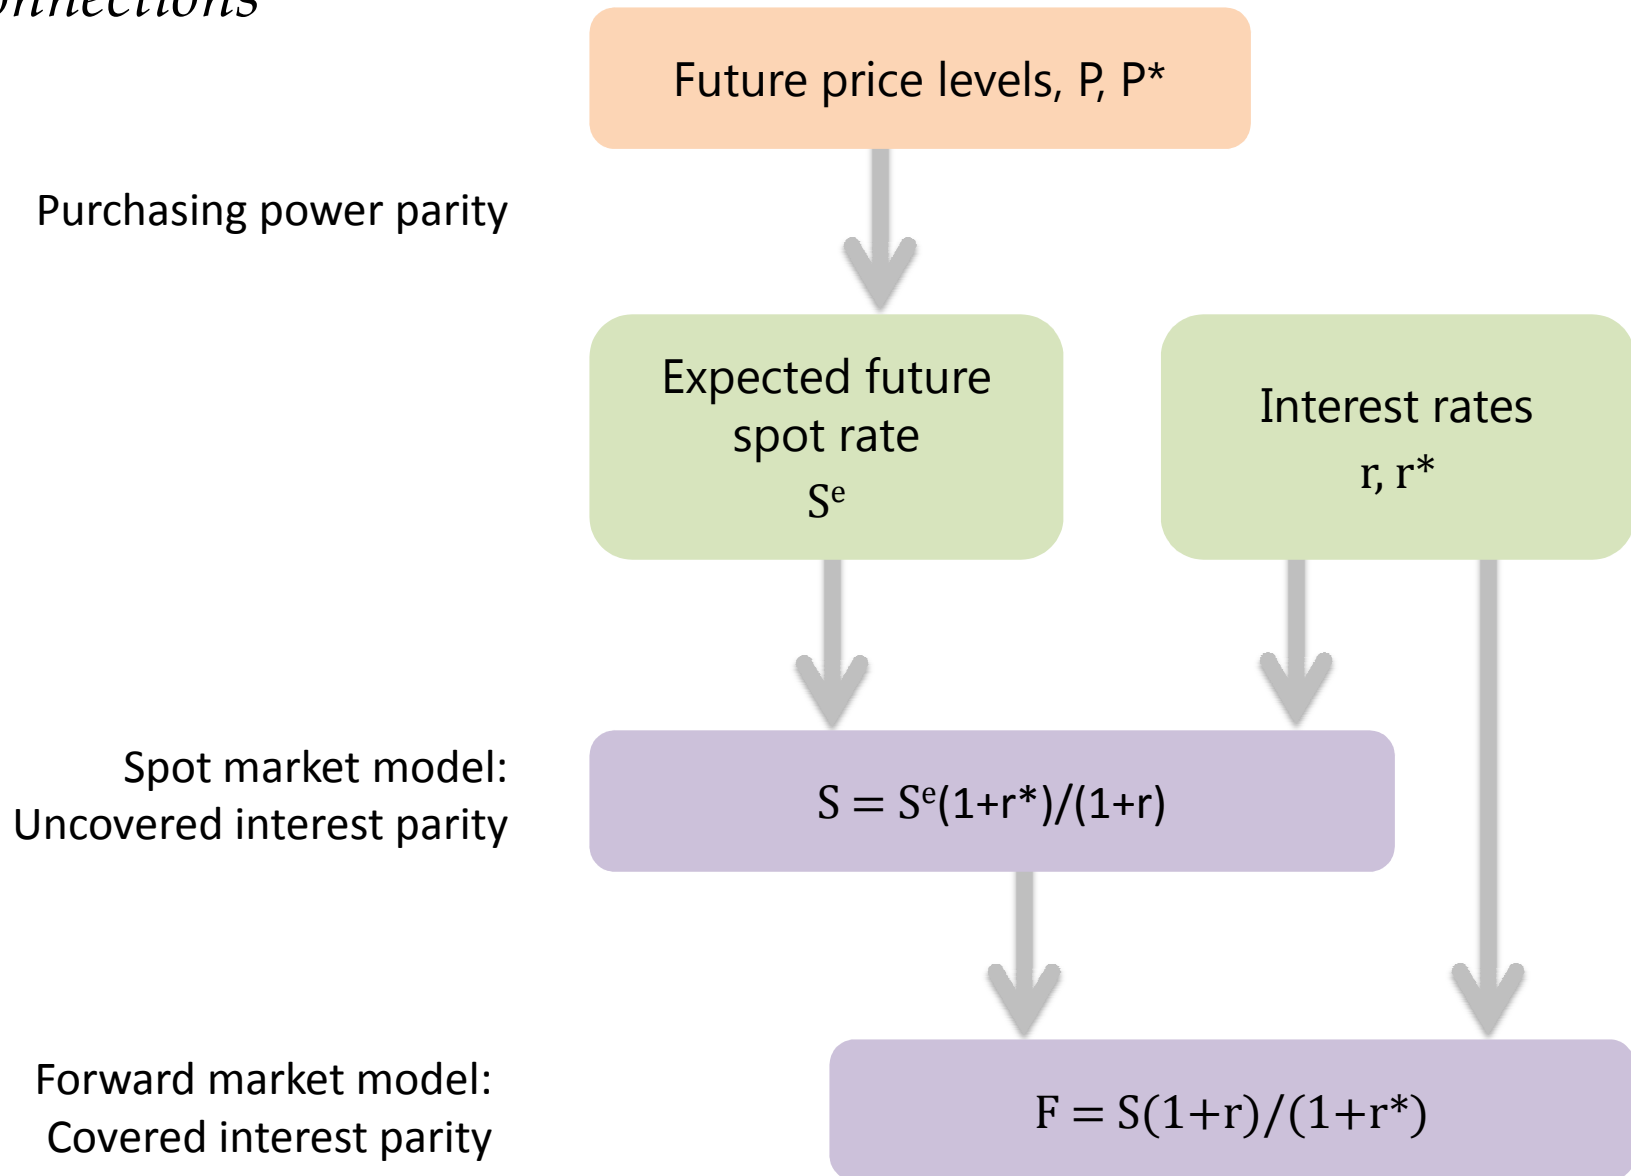 Future price levels, P, P*
Purchasing power parity
Expected future
spot rate
Sᵉ
Interest rates
r, r*
Spot market model:
Uncovered interest parity
S = Sᵉ(1+r*)/(1+r)
Forward market model:
Covered interest parity
F = S(1+r)/(1+r*)